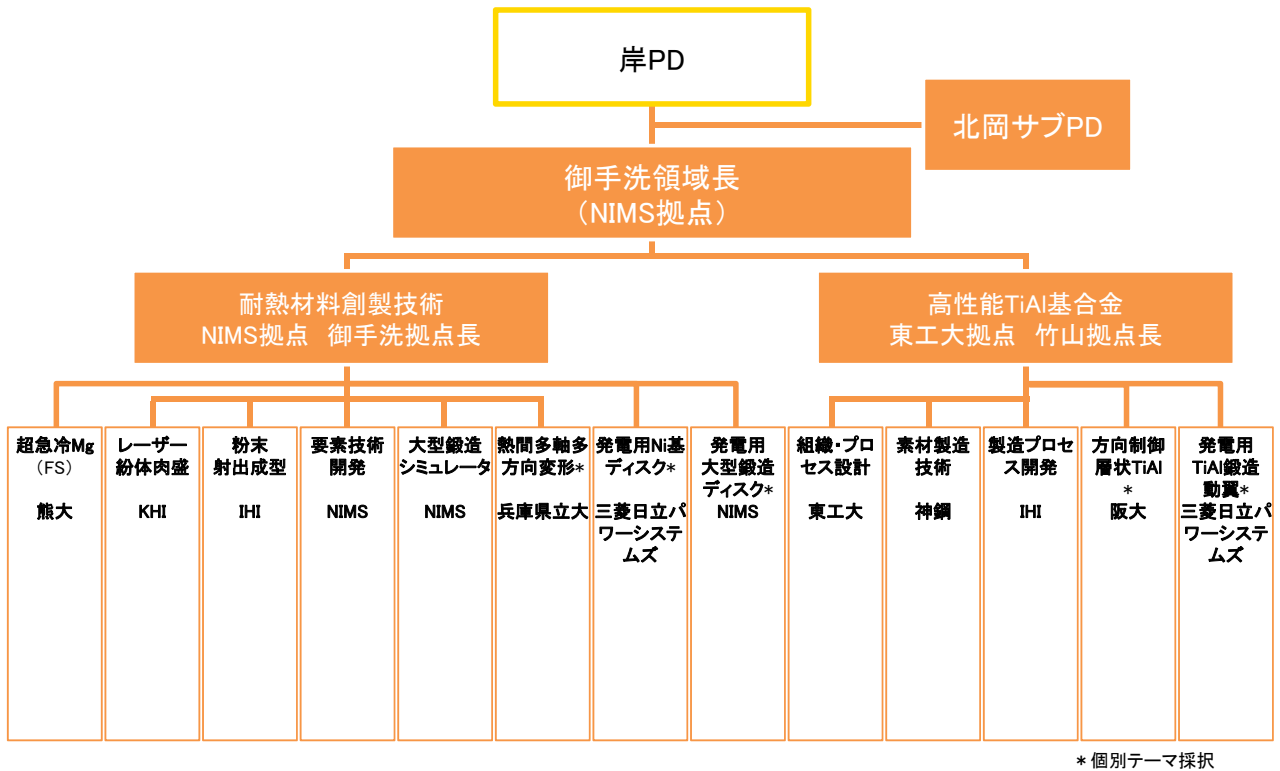 岸PD
北岡サブPD
御手洗領域長
（NIMS拠点）
耐熱材料創製技術
NIMS拠点　御手洗拠点長
高性能TiAl基合金
東工大拠点　竹山拠点長
超急冷Mg
(FS)
熊大
レーザー
紛体肉盛
KHI
粉末
射出成型
IHI
要素技術
開発
NIMS
大型鍛造
シミュレータ
NIMS
熱間多軸多
方向変形*
兵庫県立大
発電用Ni基
ディスク*
三菱日立パ
ワーシステ
ムズ
発電用
大型鍛造
ディスク*
NIMS
組織・プロ
セス設計
東工大
素材製造
技術
神鋼
製造プロセ
ス開発
IHI
方向制御
層状TiAl
*
阪大
発電用
TiAl鍛造
動翼*
三菱日立パ
ワーシステ
ムズ
*個別テーマ採択